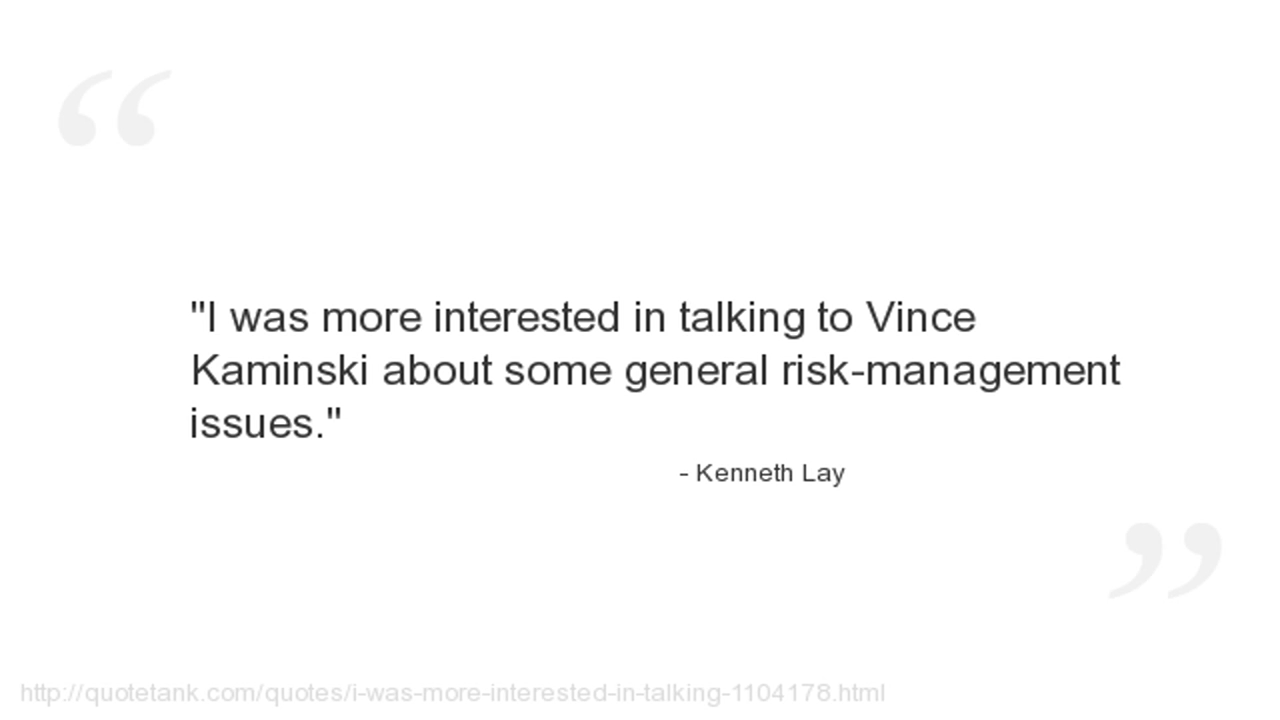 "I was more interested in talking to Vince
Kaminski about some general risk-management
issues."
- Kenneth Lay
http://quotetank.com/quotes/i-was-more-interested-in-talking-1104178.html